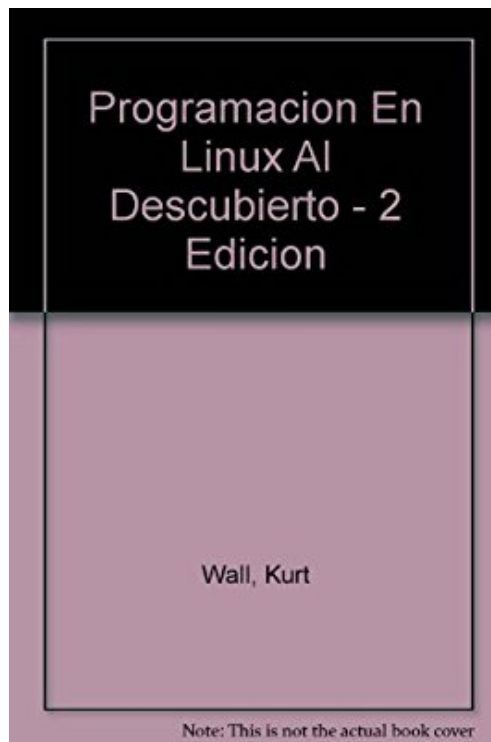 Programacion En
Linux Al
Descubierto - 2
Edicion
Wall, Kurt
Note: This is not the actual book cover